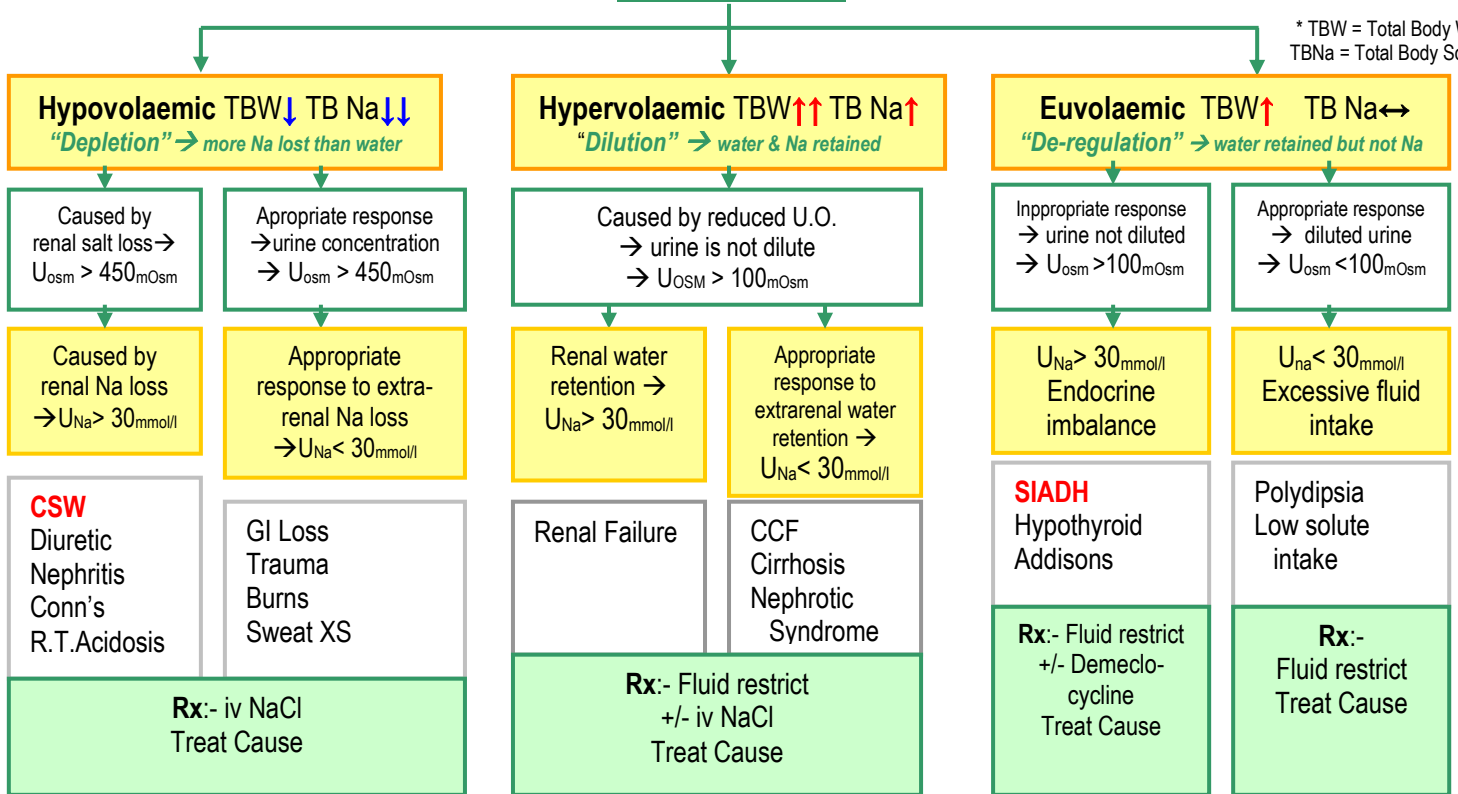 * TBW = Total Body
TBNa = Total Body
Hypovolaemic TBW↓ TB Na↓↓
“Depletion” → more Na lost than water
Hypervolaemic TBW↑↑ TB Na↑
“Dilution” → water & Na retained
Euvolaemic TBW↑ TB Na↔
“De-regulation” → water retained but not Na
Caused by
renal salt loss→
Uosm > 450mOsm
Apropriate response
→urine concentration
→ Uosm > 450mOsm
Caused by reduced U.O.
→ urine is not dilute
→ UOSM > 100mOsm
Inppropriate response
→ urine not diluted
→ Uosm >100mOsm
Appropriate response
→ diluted urine
→ Uosm <100mOsm
Caused by
renal Na loss
→UNa> 30mmol/l
Appropriate
response to extra-
renal Na loss
→UNa< 30mmol/l
Renal water
retention →
UNa> 30mmol/l
Appropriate
response to
extrarenal water
retention →
UNa< 30mmol/l
UNa> 30mmol/l
Endocrine
imbalance
Una< 30mmol/l
Excessive fluid
intake
CSW
Diuretic
Nephritis
Conn's
R.T.Acidosis
GI Loss
Trauma
Burns
Sweat XS
Renal Failure
CCF
Cirrhosis
Nephrotic
Syndrome
SIADH
Hypothyroid
Addisons
Polydipsia
Low solute
intake
Rx:- iv NaCl
Treat Cause
Rx:- Fluid restrict
+/- iv NaCl
Treat Cause
Rx:- Fluid restrict
+/- Demeclo-
cycline
Treat Cause
Rx:-
Fluid restrict
Treat Cause